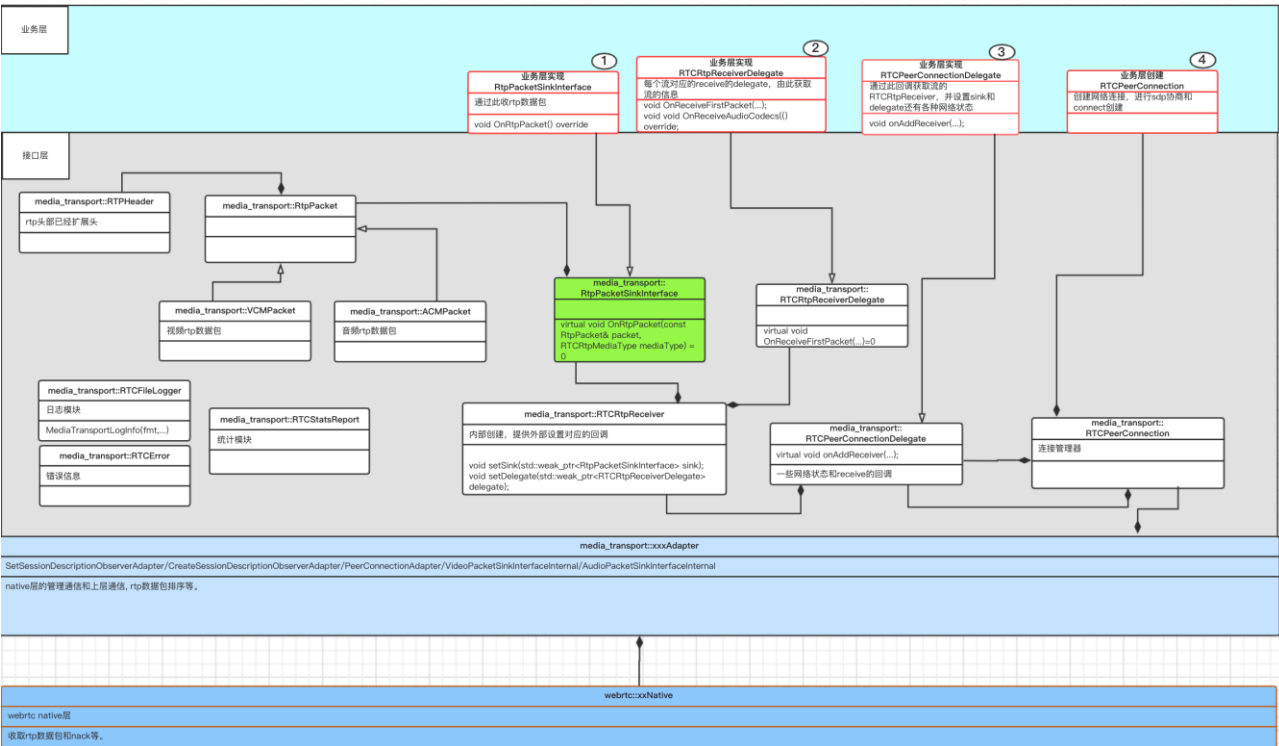 业务层
1
业务层实现
RtpPacketSinkInterface
通过此收rtp数据包
void OnRtpPacket() override
2
业务层实现
RTCRtpReceiverDelegate
每个流对应的receive的delegate，由此获取
流的信息
void OnReceiveFirstPacket(...);
void void OnReceiveAudioCodecs(()
override;
3
业务层实现
RTCPeerConnectionDelegate
通过此回调获取流的
RTCRtpReceiver，并设置sink和
delegate还有各种网络状态
void onAddReceiver(...);
4
业务层创建
RTCPeerConnection
创建网络连接，进行sdp协商和
connect创建
接口层
media_transport::RTPHeader
rtp头部已经扩展头
media_transport::RtpPacket
media_transport::VCMPacket
视频rtp数据包
media_transport::ACMPacket
音频rtp数据包
media_transport::
RtpPacketSinkInterface
virtual void OnRtpPacket(const
RtpPacket& packet,
RTCRtpMediaType mediaType) =
0
media_transport::
RTCRtpReceiverDelegate
virtual void
OnReceiveFirstPacket(...)=0
media_transport::RTCFileLogger
日志模块
MediaTransportLogInfo(fmt,...)
media_transport::RTCError
错误信息
media_transport::RTCStatsReport
统计模块
media_transport::RTCRtpReceiver
内部创建，提供外部设置对应的回调
void setSink(std::weak_ptr<RtpPacketSinkInterface> sink);
void setDelegate(std::weak_ptr<RTCRtpReceiverDelegate>
delegate);
media_transport::
RTCPeerConnectionDelegate
virtual void onAddReceiver(...);
一些网络状态和receive的回调
media_transport::
RTCPeerConnection
连接管理器
media_transport::xxxAdapter
SetSessionDescriptionObserverAdapter/CreateSessionDescriptionObserverAdapter/PeerConnectionAdapter/VideoPacketSinkInterfaceInternal/AudioPacketSinkInterfaceInternal
native层的管理通信和上层通信, rtp数据包排序等。
webrtc::xxNative
webrtc native层
收取rtp数据包和nack等。